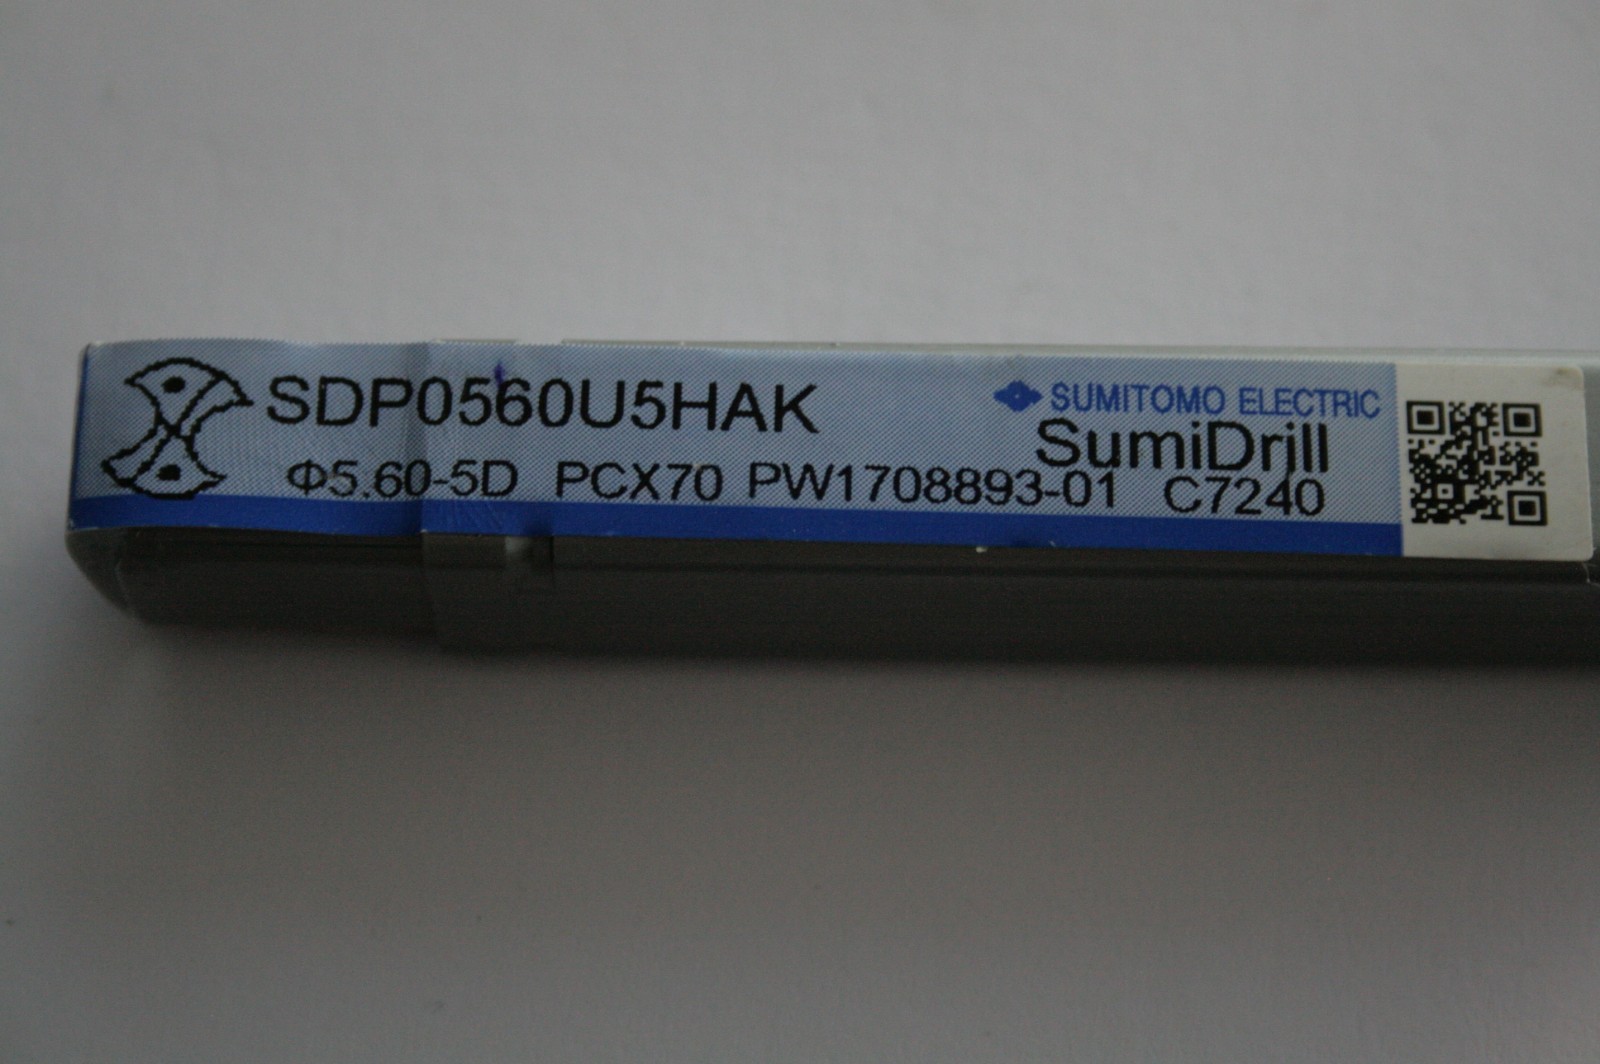 SDP0560U5HAK
SUMITOMO ELECTRIC
SumiDrill
Φ5.60-5D PCX70 PW1708893-01 C7240